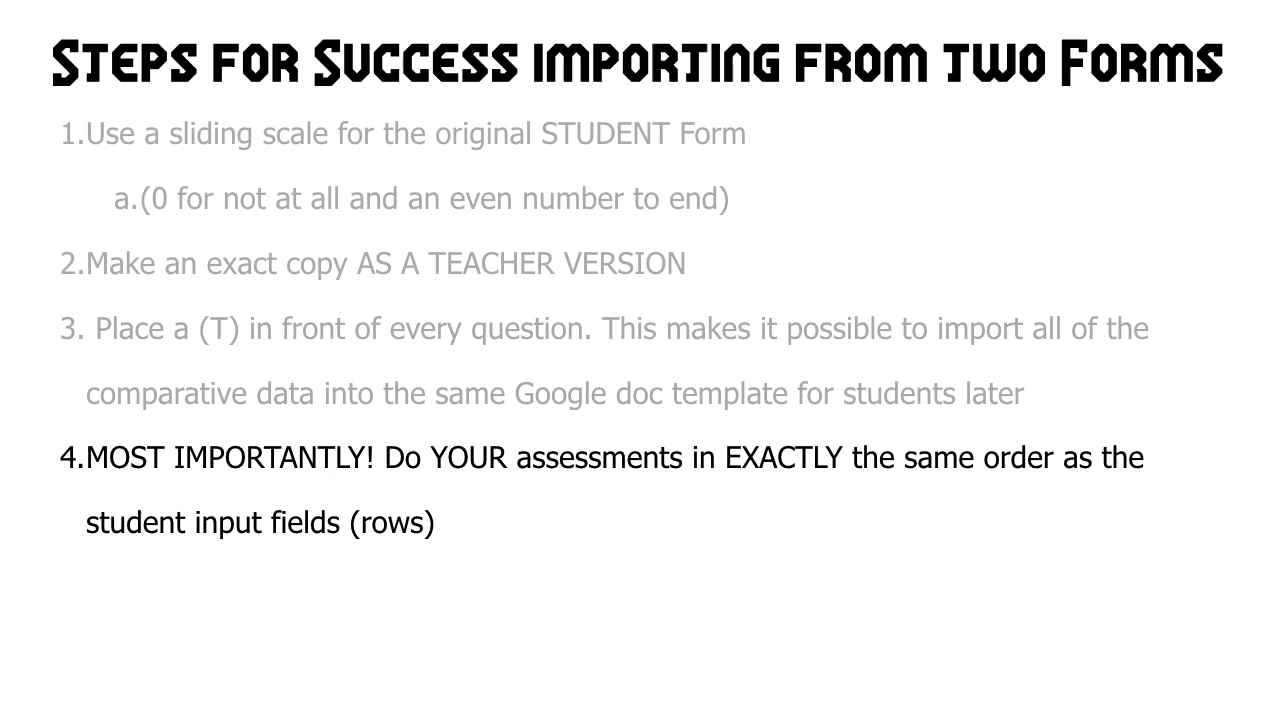 Steps for Success importing from two Forms
1.Use a sliding scale for the original STUDENT Form
a.(0 for not at all and an even number to end)
2.Make an exact copy AS A TEACHER VERSION
3. Place a (T) in front of every question. This makes it possible to import all of the
comparative data into the same Google doc template for students later
4.MOST IMPORTANTLY! Do YOUR assessments in EXACTLY the same order as the
student input fields (rows)